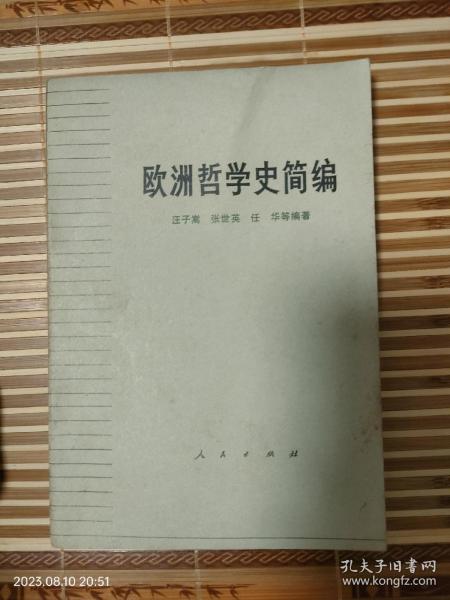 欧洲哲学史简编
汪子嵩 张世英 任 华等编著
人民出版社
2023.08.10 20:51
孔夫子旧书网
www.kongfz.com